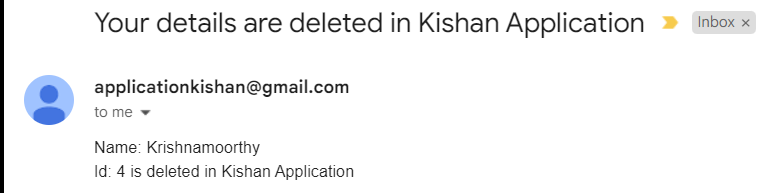 Your details are deleted in Kishan Application Inbox ×
applicationkishan@gmail.com
to me
Name: Krishnamoorthy
Id: 4 is deleted in Kishan Application